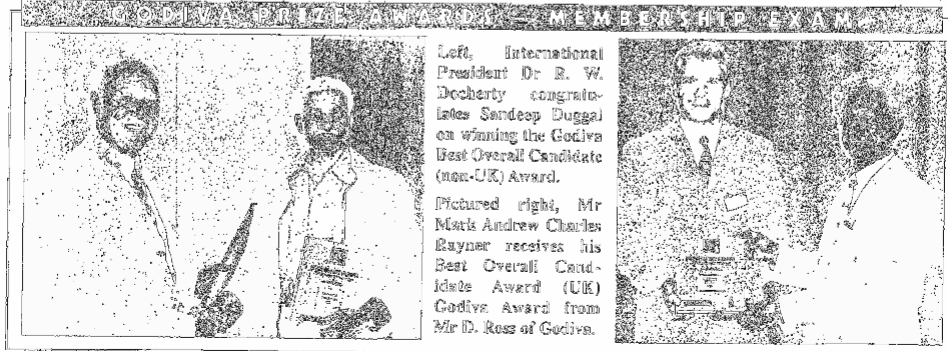 GODIVA PRIZE AWARDS — MEMBERSHIP EXAM
Left, International
President Dr R. W.
Docherty congratu-
lates Sandeep Duggal
on winning the Godiva
Best Overall Candidate
(non-UK) Award.
Pictured right, Mr
Mark Andrew Charles
Rayner receives his
Best Overall Cand-
idate Award (UK)
Godiva Award from
Mr D. Ross of Godiva.